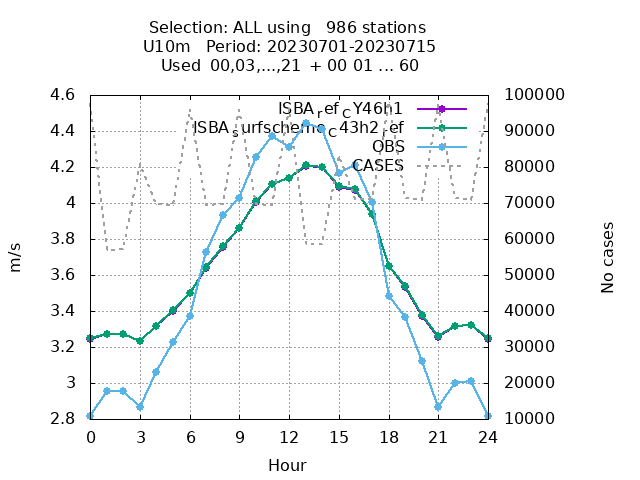 Selection: ALL using   986 stations
U10m   Period: 20230701-20230715
Used  00,03,...,21  + 00 01 ... 60
ISBA_ref_CY46h1
ISBA_surfscheme_C43h2_ref
OBS
CASES
4.6
4.4
4.2
4
3.8
3.6
3.4
3.2
3
2.8
100000
90000
80000
70000
60000
50000
40000
30000
20000
10000
m/s
No cases
0 3 6 9 12 15 18 21 24
Hour